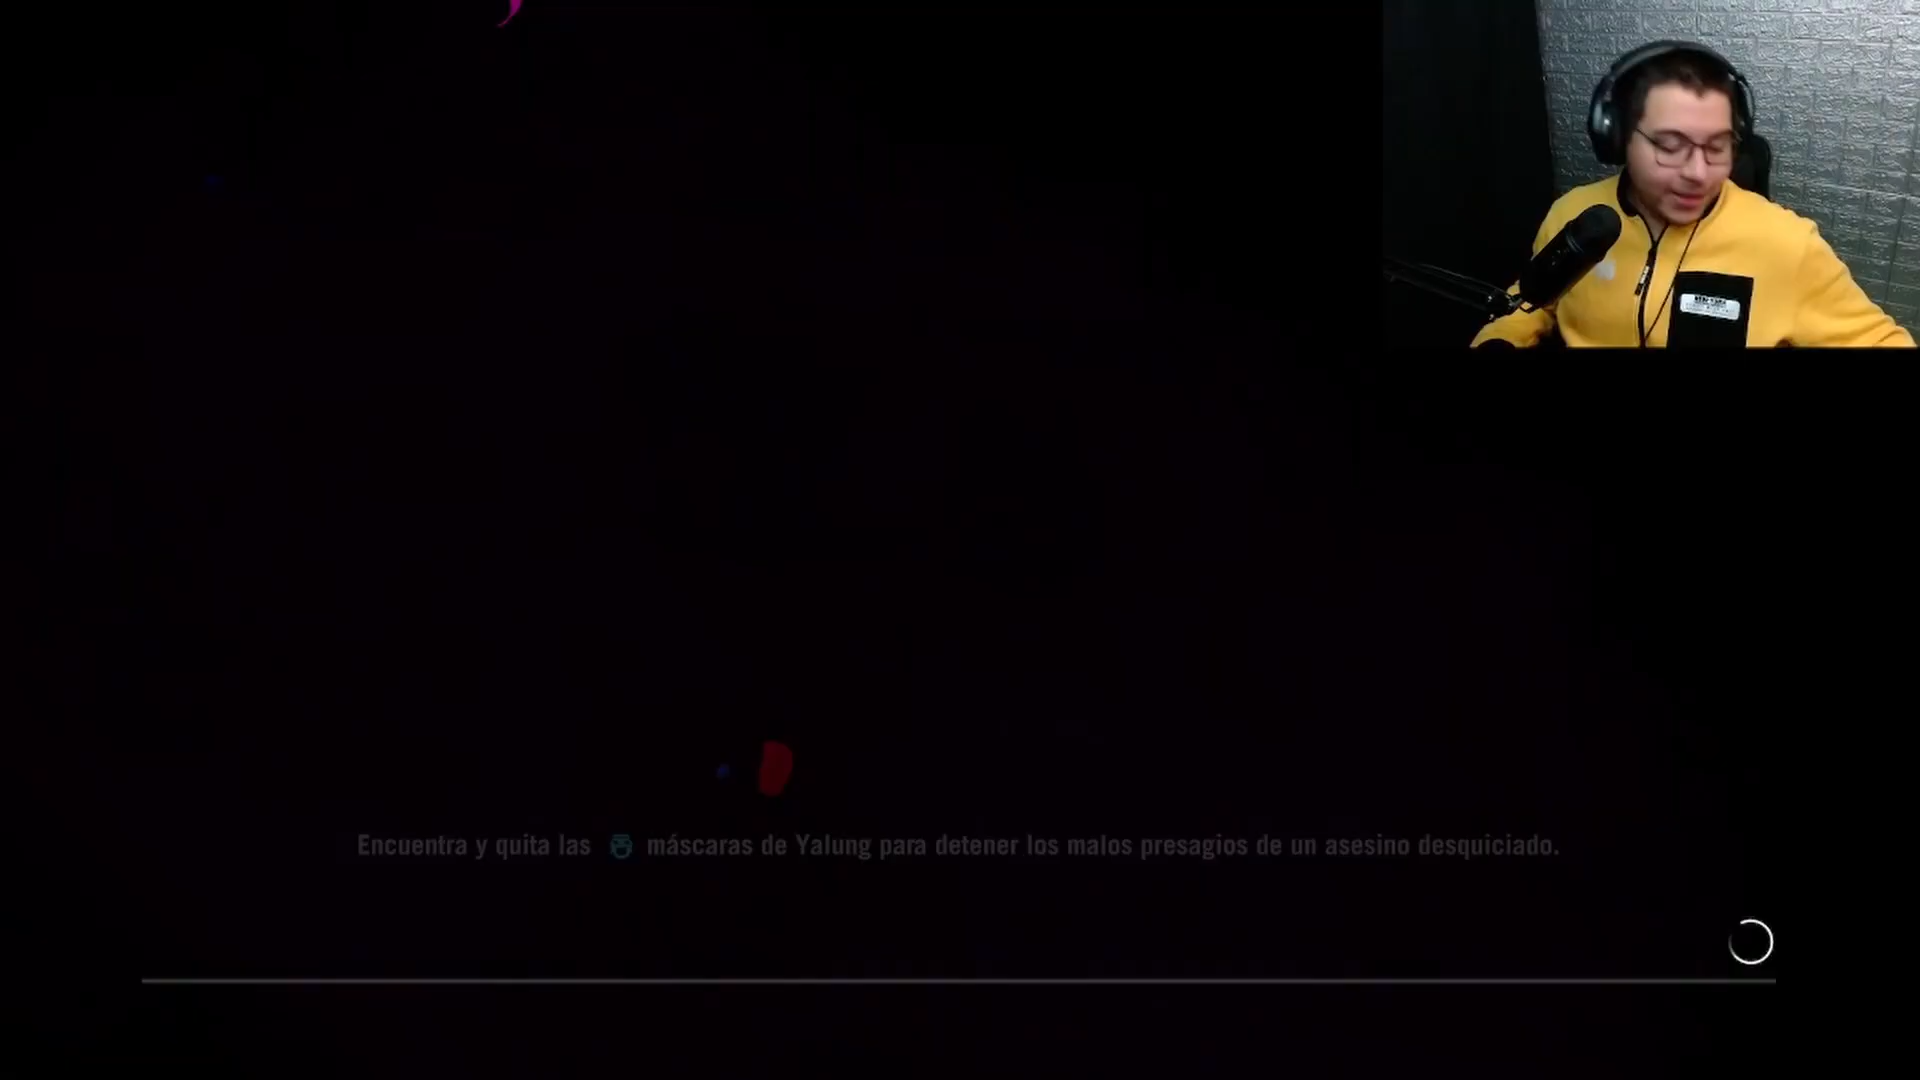 Encuentra y quita las máscaras de Yalung para detener los malos presagios de un asesino desquiciado.